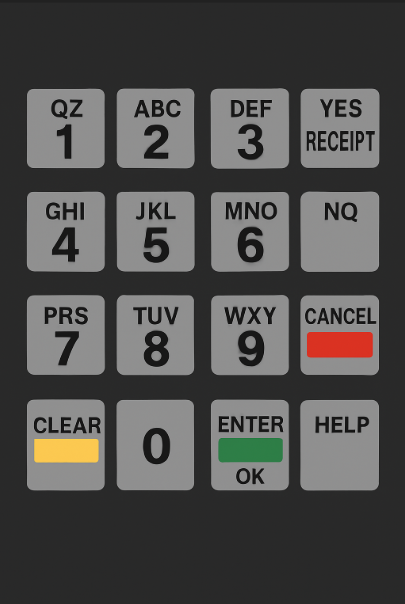 QZ
1
ABC
2
DEF
3
YES
RECEIPT
GHI
4
JKL
5
MNO
6
NQ
PRS
7
TUV
8
WXY
9
CANCEL
CLEAR
0
ENTER
OK
HELP